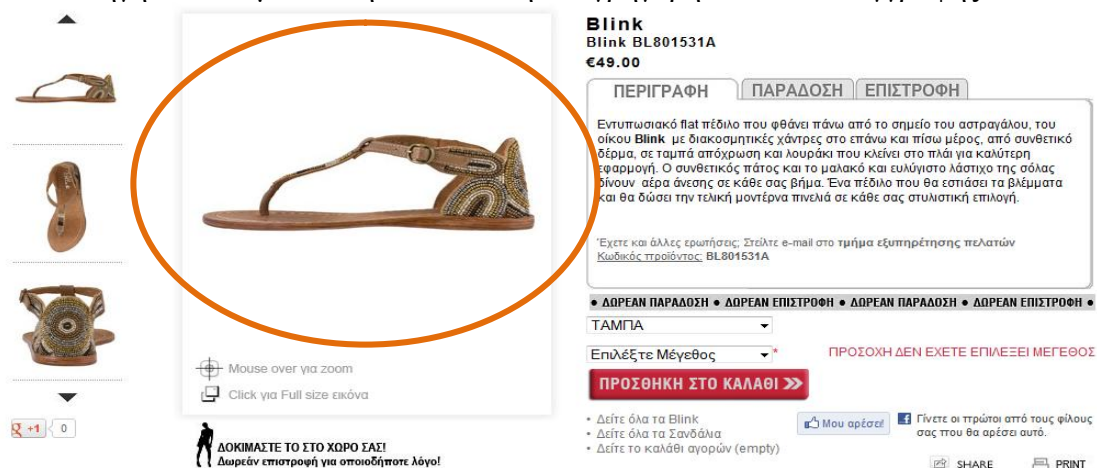 Blink
Blink BL801531A
€49.00
ΠΕΡΙΓΡΑΦΗ ΠΑΡΑΔΟΣΗ ΕΠΙΣΤΡΟΦΗ
Εντυπωσιακό flat πέδιλο που φθάνει πάνω από το σημείο του αστραγάλου, του
οίκου Blink με διακοσμητικές χάντρες στο επάνω και πίσω μέρος, από συνθετικό
δέρμα, σε ταμπά απόχρωση και λουράκι που κλείνει στο πλάι για καλύτερη
εφαρμογή. Ο συνθετικός πάτος και το μαλακό και ευλύγιστο λάστιχο της σόλας
δίνουν αέρα άνεσης σε κάθε σας βήμα. Ένα πέδιλο που θα εστιάσει τα βλέμματα
και θα δώσει την τελική μοντέρνα πινελιά σε κάθε σας στυλιστική επιλογή.
Έχετε και άλλες ερωτήσεις; Στείλτε e-mail στο τμήμα εξυπηρέτησης πελατών
Κωδικός προϊόντος: BL801531A
● ΔΩΡΕΑΝ ΠΑΡΑΔΟΣΗ ● ΔΩΡΕΑΝ ΕΠΙΣΤΡΟΦΗ ● ΔΩΡΕΑΝ ΠΑΡΑΔΟΣΗ ● ΔΩΡΕΑΝ ΕΠΙΣΤΡΟΦΗ ●
ΤΑΜΠΑ
Επιλέξτε Μέγεθος * ΠΡΟΣΟΧΗ ΔΕΝ ΕΧΕΤΕ ΕΠΙΛΕΞΕΙ ΜΕΓΕΘΟΣ
ΠΡΟΣΘΗΚΗ ΣΤΟ ΚΑΛΑΘΙ
Mouse over για zoom
Click για Full size εικόνα
g +1 0
ΔΟΚΙΜΑΣΤΕ ΤΟ ΣΤΟ ΧΩΡΟ ΣΑΣ!
Δωρεάν επιστροφή για οποιοδήποτε λόγο!
• Δείτε όλα τα Blink
• Δείτε όλα τα Σανδάλια
• Δείτε το καλάθι αγορών (empty)
Μου αρέσει!
Γίνετε οι πρώτοι από τους φίλους
σας που θα αρέσει αυτό.
SHARE PRINT